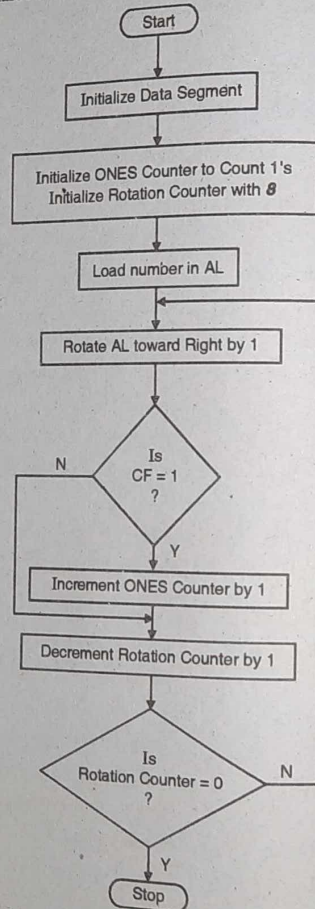 Start
Initialize Data Segment
Initialize ONES Counter to Count 1's
Initialize Rotation Counter with 8
Load number in AL
Rotate AL toward Right by 1
Is
CF = 1
?
N
Y
Increment ONES Counter by 1
Decrement Rotation Counter by 1
Is
Rotation Counter = 0
?
N
Y
Stop